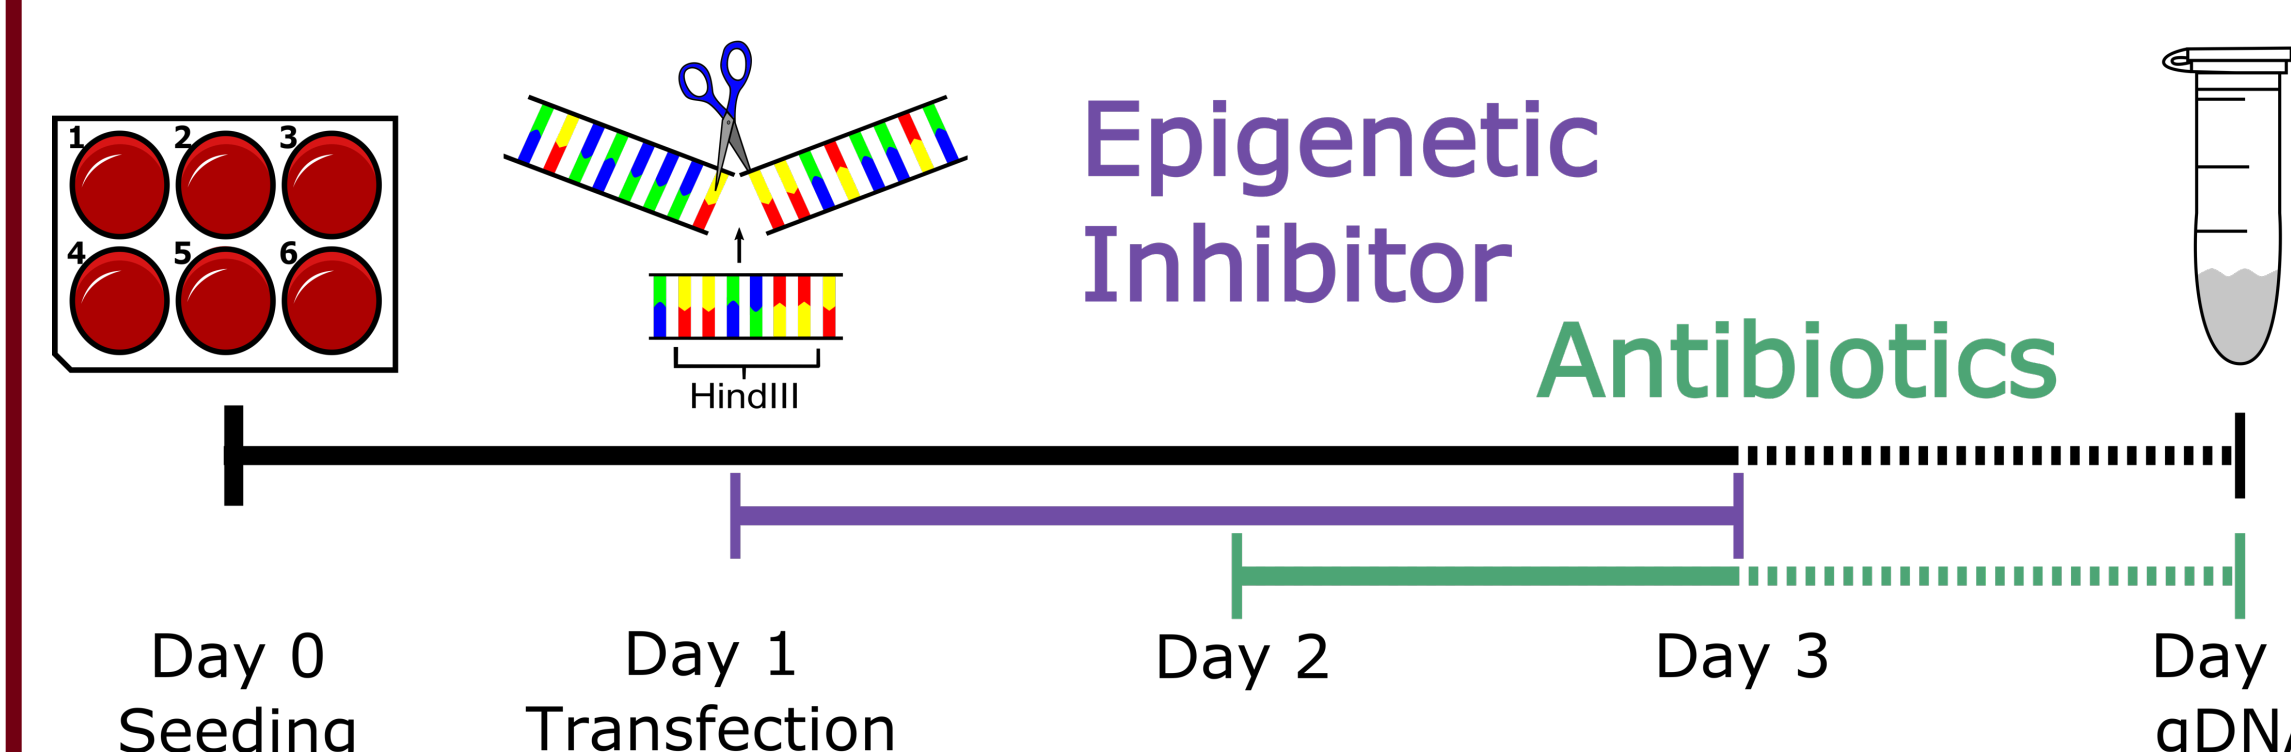 1 2 3
4 5 6
HindIII
Epigenetic
Inhibitor
Antibiotics
Day 0
Seeding
Day 1
Transfection
Day 2
Day 3
Day